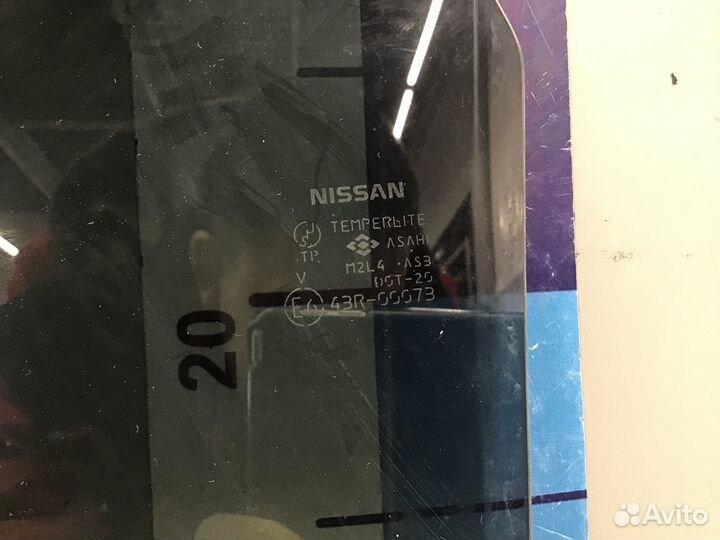 NISSAN
TEMPERLITE
ASAHI
TP
M2L4 AS3
V DOT-20
E6 43R-00073
20
Avito